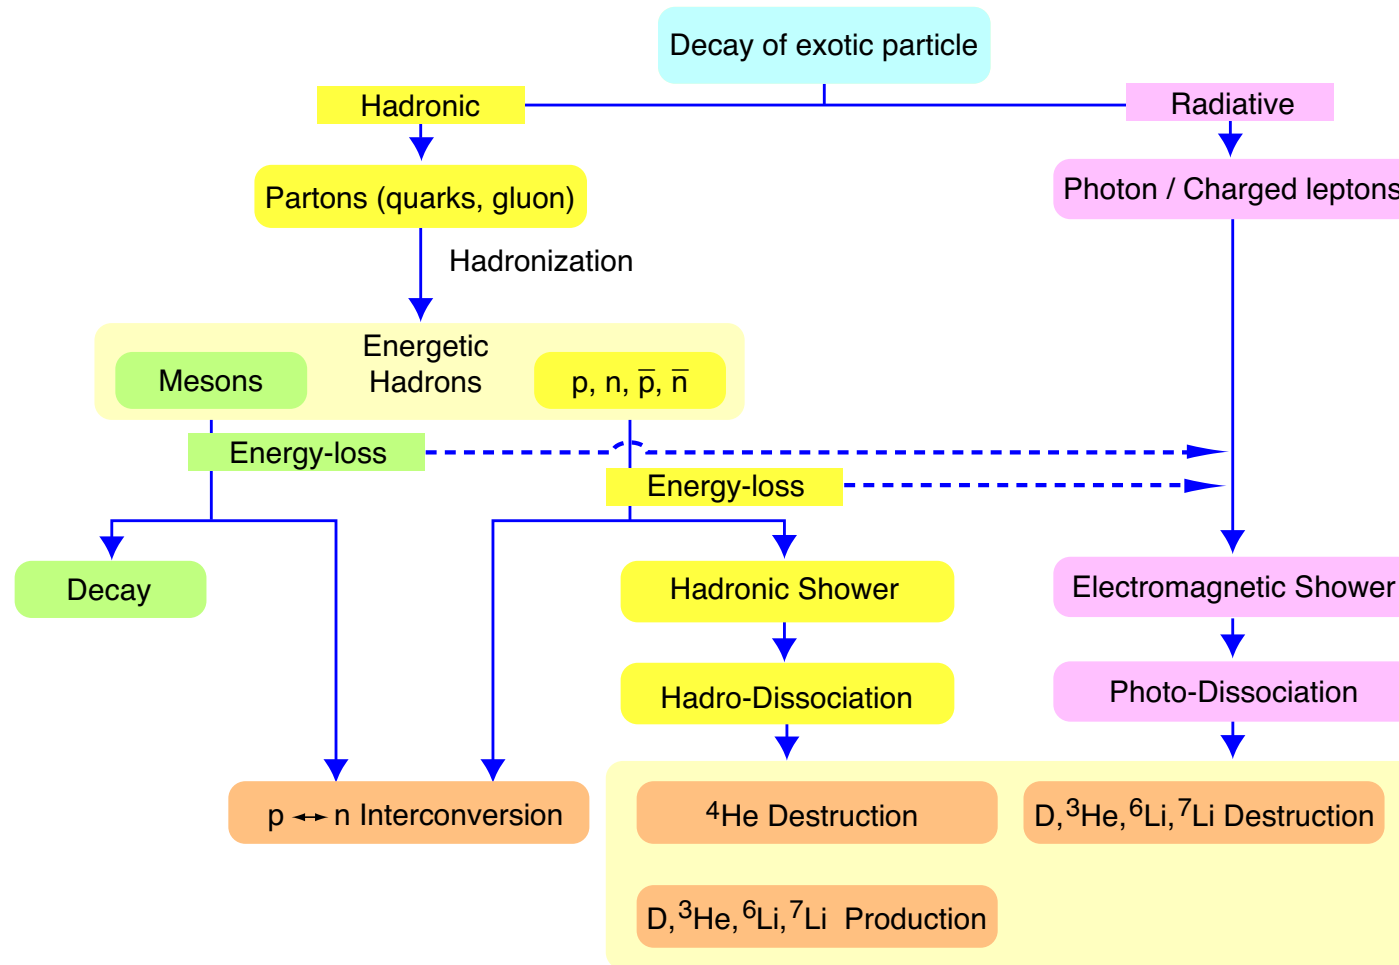 Decay of exotic particle
Hadronic
Radiative
Partons (quarks, gluon)
Photon / Charged leptons
Hadronization
Energetic
Hadrons
Mesons
p, n, p̅, n̅
Energy-loss
Energy-loss
Decay
Hadronic Shower
Electromagnetic Shower
Hadro-Dissociation
Photo-Dissociation
p ↔ n Interconversion
⁴He Destruction
D, ³He, ⁶Li, ⁷Li Destruction
D, ³He, ⁶Li, ⁷Li Production